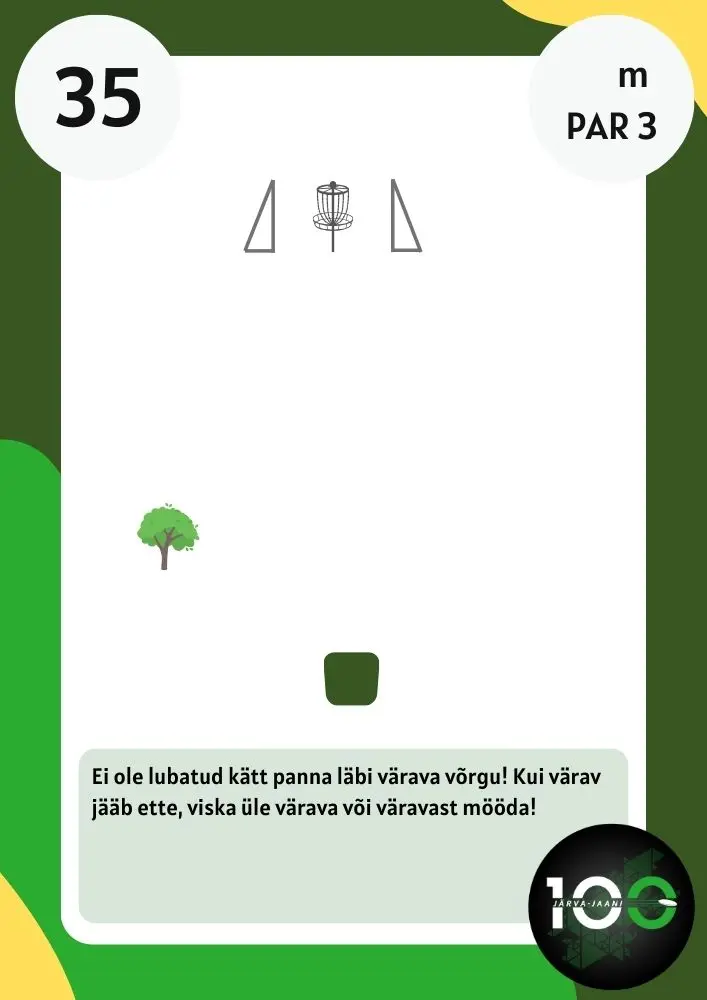 35
m
PAR 3
Ei ole lubatud kätt panna läbi värava võrgu! Kui värav
jääb ette, viska üle värava või väravast mööda!
100
JÄRVA-JAANI